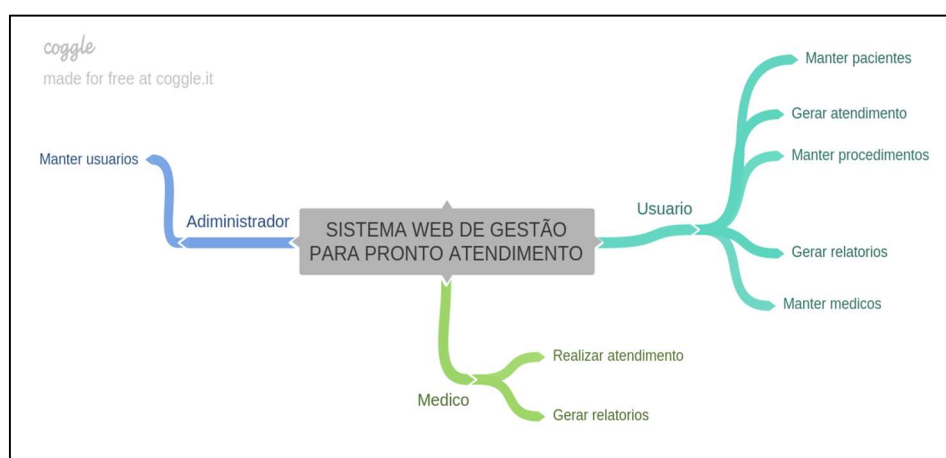 coggle
made for free at coggle.it
Manter usuarios
Adiministrador
SISTEMA WEB DE GESTÃO
PARA PRONTO ATENDIMENTO
Usuario
Manter pacientes
Gerar atendimento
Manter procedimentos
Gerar relatorios
Manter medicos
Medico
Realizar atendimento
Gerar relatorios